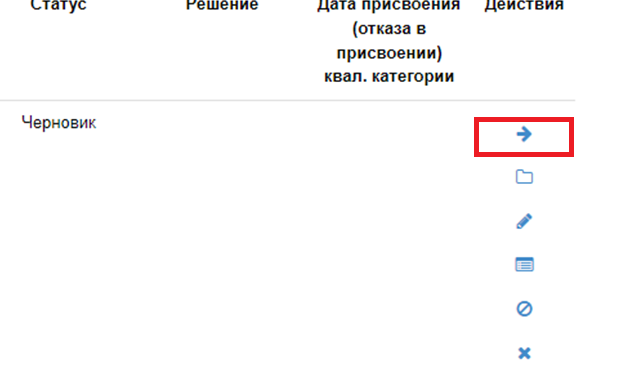 Статус Решение Дата присвоения Действия
(отказа в
присвоении)
квал. категории
Черновик